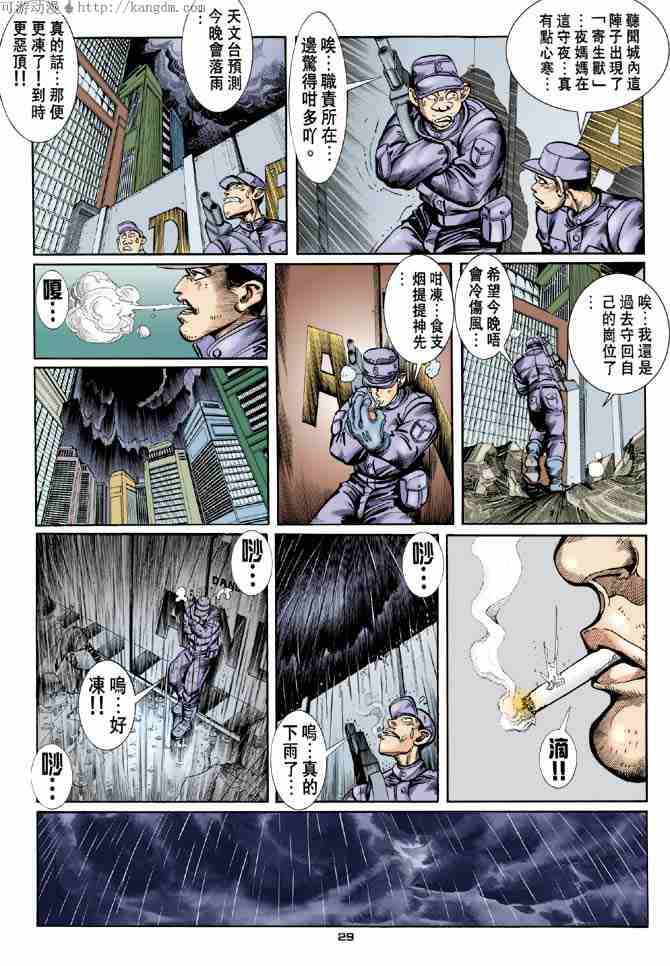 可游动漫 http://kangdm.com
聽聞城內這
陣子出現了
「寄生獸」
…夜媽媽在
這守夜…真
有點心寒…
唉…職責所在…
邊驚得咁多吖。
天文台預測
今晚會落雨
真的話…那便
更凍了!到時
更惡頂!!
唉…我還是
過去守回自
己的崗位了
…
希望今晚唔
會冷傷風…
咁凍…食支
烟提提神先
…
嗄…
滴!!
吵…
嗚…真的
下雨了…
吵…
DAN
嗚…好
凍!!
吵…
29